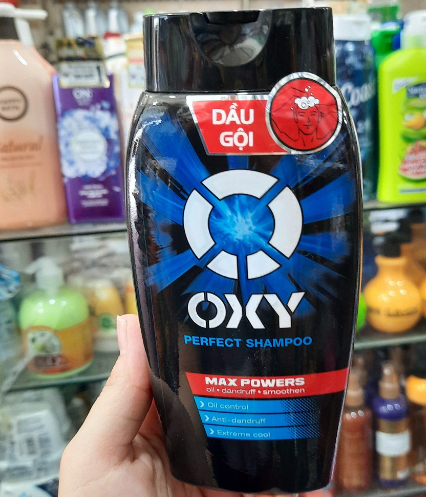 DẦU
GỘI
OXY
PERFECT SHAMPOO
MAX POWERS
oil • dandruff • smoothen
Oil control
Anti-dandruff
Extreme cool